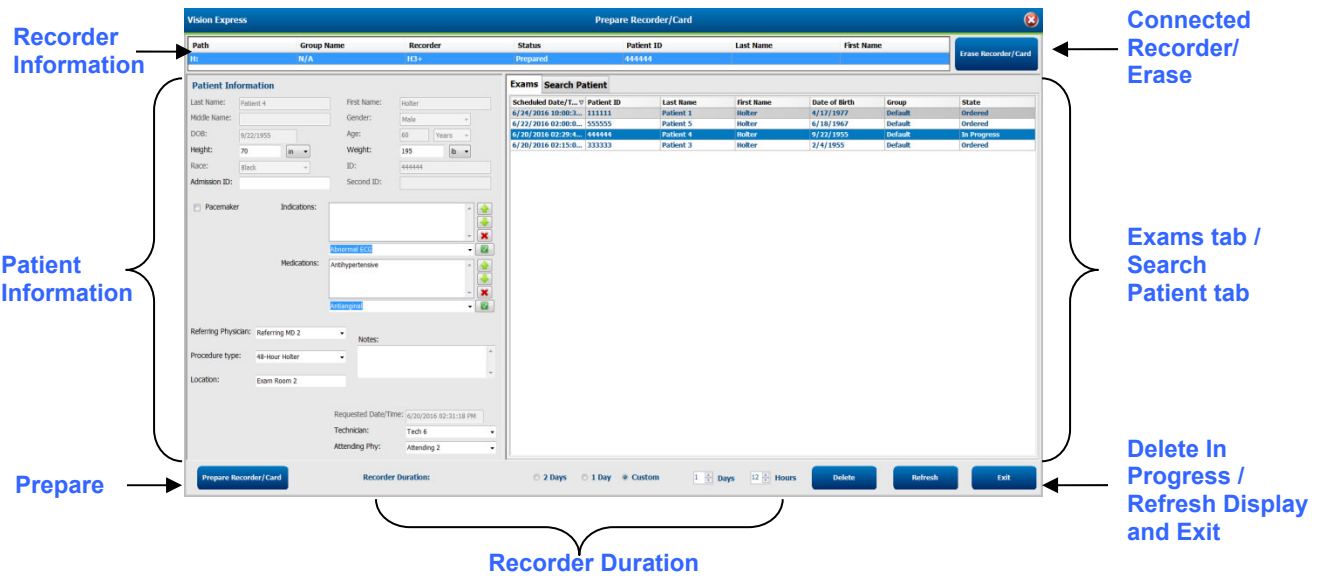 Vision Express
Prepare Recorder/Card
Recorder
Information
Path Group Name Recorder Status Patient ID Last Name First Name
H: N/A H3+ Prepared 444444
Erase Recorder/Card
Connected
Recorder/
Erase
Patient
Information
Patient Information
Last Name: Patient 4 First Name: Holter
Middle Name: Gender: Male
DOB: 9/22/1955 Age: 60 Years
Height: 70 in Weight: 195 lb
Race: Black ID: 444444
Admission ID: Second ID:
Pacemaker Indications:
Abnormal ECG
Medications: Antihypertensive
Antianginal
Referring Physician: Referring MD 2
Notes:
Procedure type: 48-Hour Holter
Location: Exam Room 2
Requested Date/Time: 6/20/2016 02:31:18 PM
Technician: Tech 6
Attending Phy: Attending 2
Exams Search Patient
Scheduled Date/T... Patient ID Last Name First Name Date of Birth Group State
6/24/2016 10:00:3... 111111 Patient 1 Holter 4/17/1977 Default Ordered
6/22/2016 02:00:0... 555555 Patient 5 Holter 6/18/1967 Default Ordered
6/20/2016 02:29:4... 444444 Patient 4 Holter 9/22/1955 Default In Progress
6/20/2016 02:15:0... 333333 Patient 3 Holter 2/4/1955 Default Ordered
Exams tab /
Search
Patient tab
Prepare
Prepare Recorder/Card Recorder Duration: 2 Days 1 Day Custom 1 Days 12 Hours Delete Refresh Exit
Delete In
Progress /
Refresh Display
and Exit
Recorder Duration